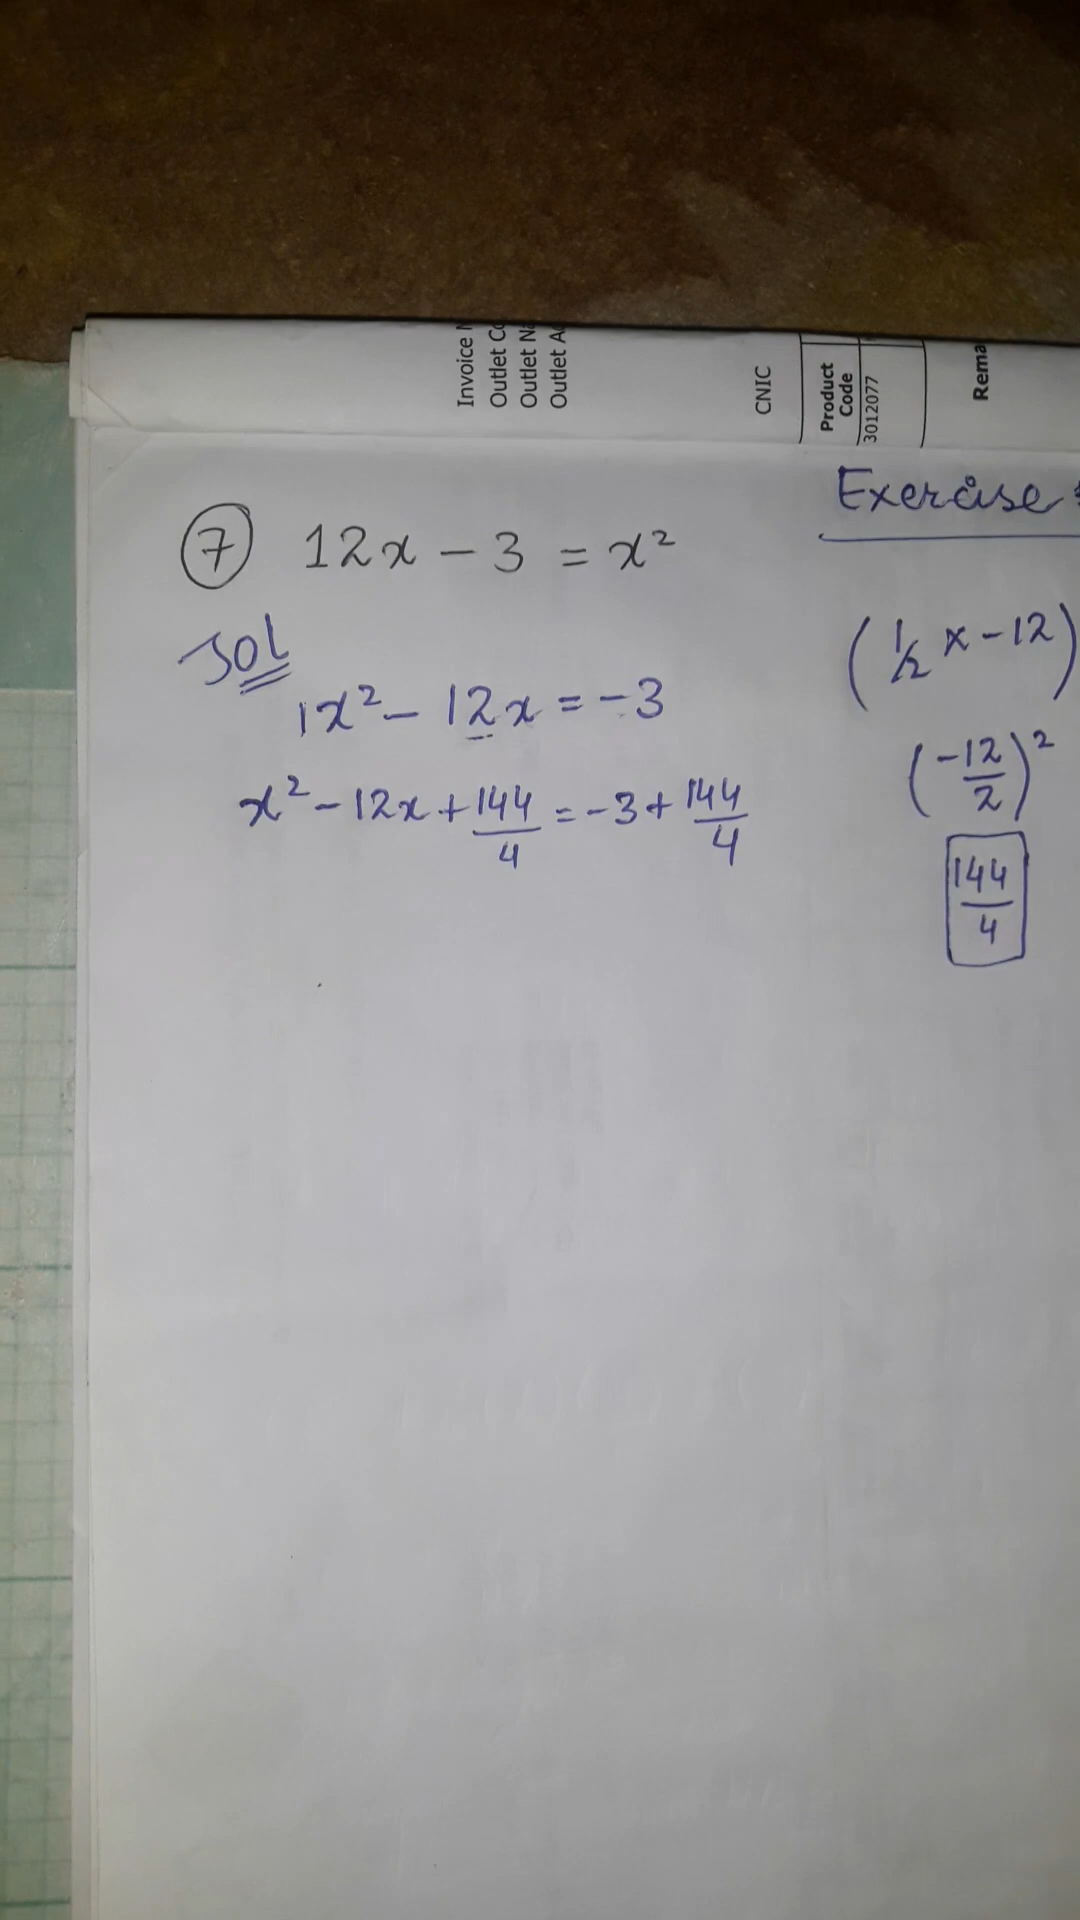 Invoice
Outlet
Outlet
Outlet
CNIC
Product
Code
3012077
Exercise
7 12x - 3 = x²
Sol
1x² - 12x = -3
x² - 12x + 144/4 = -3 + 144/4
(1/2 x - 12)
(-12/2)²
144/4